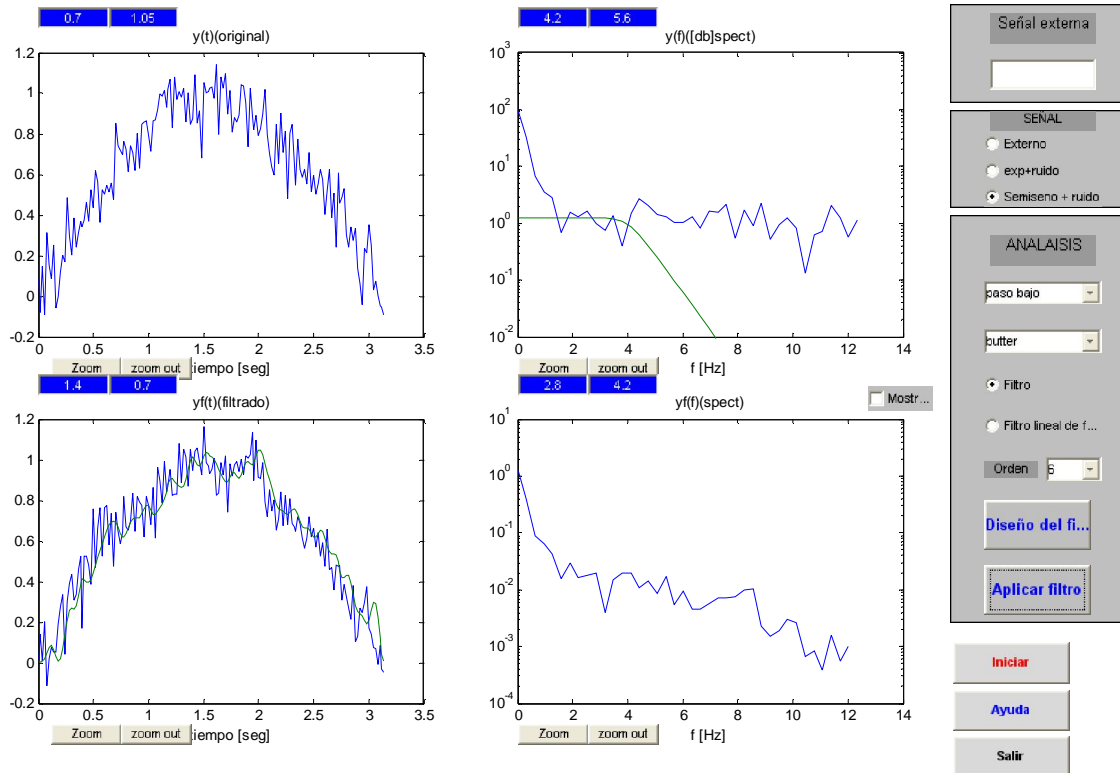 0.7 1.05
y(t)(original)
1.2
1
0.8
0.6
0.4
0.2
0
-0.2
0 0.5 1 1.5 2 2.5 3 3.5
Zoom zoom out tiempo [seg]
4.2 5.6
y(f)([db]spect)
10^3
10^2
10^1
10^0
10^-1
10^-2
0 2 4 6 8 10 12 14
Zoom zoom out f [Hz]
1.4 0.7
yf(t)(filtrado)
1.2
1
0.8
0.6
0.4
0.2
0
-0.2
0 0.5 1 1.5 2 2.5 3 3.5
Zoom zoom out tiempo [seg]
2.8 4.2
yf(f)(spect)
Mostr...
10^1
10^0
10^-1
10^-2
10^-3
10^-4
0 2 4 6 8 10 12 14
Zoom zoom out f [Hz]
Señal externa
SEÑAL
Externo
exp+ruido
Semiseno + ruido
ANALAISIS
paso bajo
butter
Filtro
Filtro lineal de f...
Orden 6
Diseño del fi...
Aplicar filtro
Iniciar
Ayuda
Salir